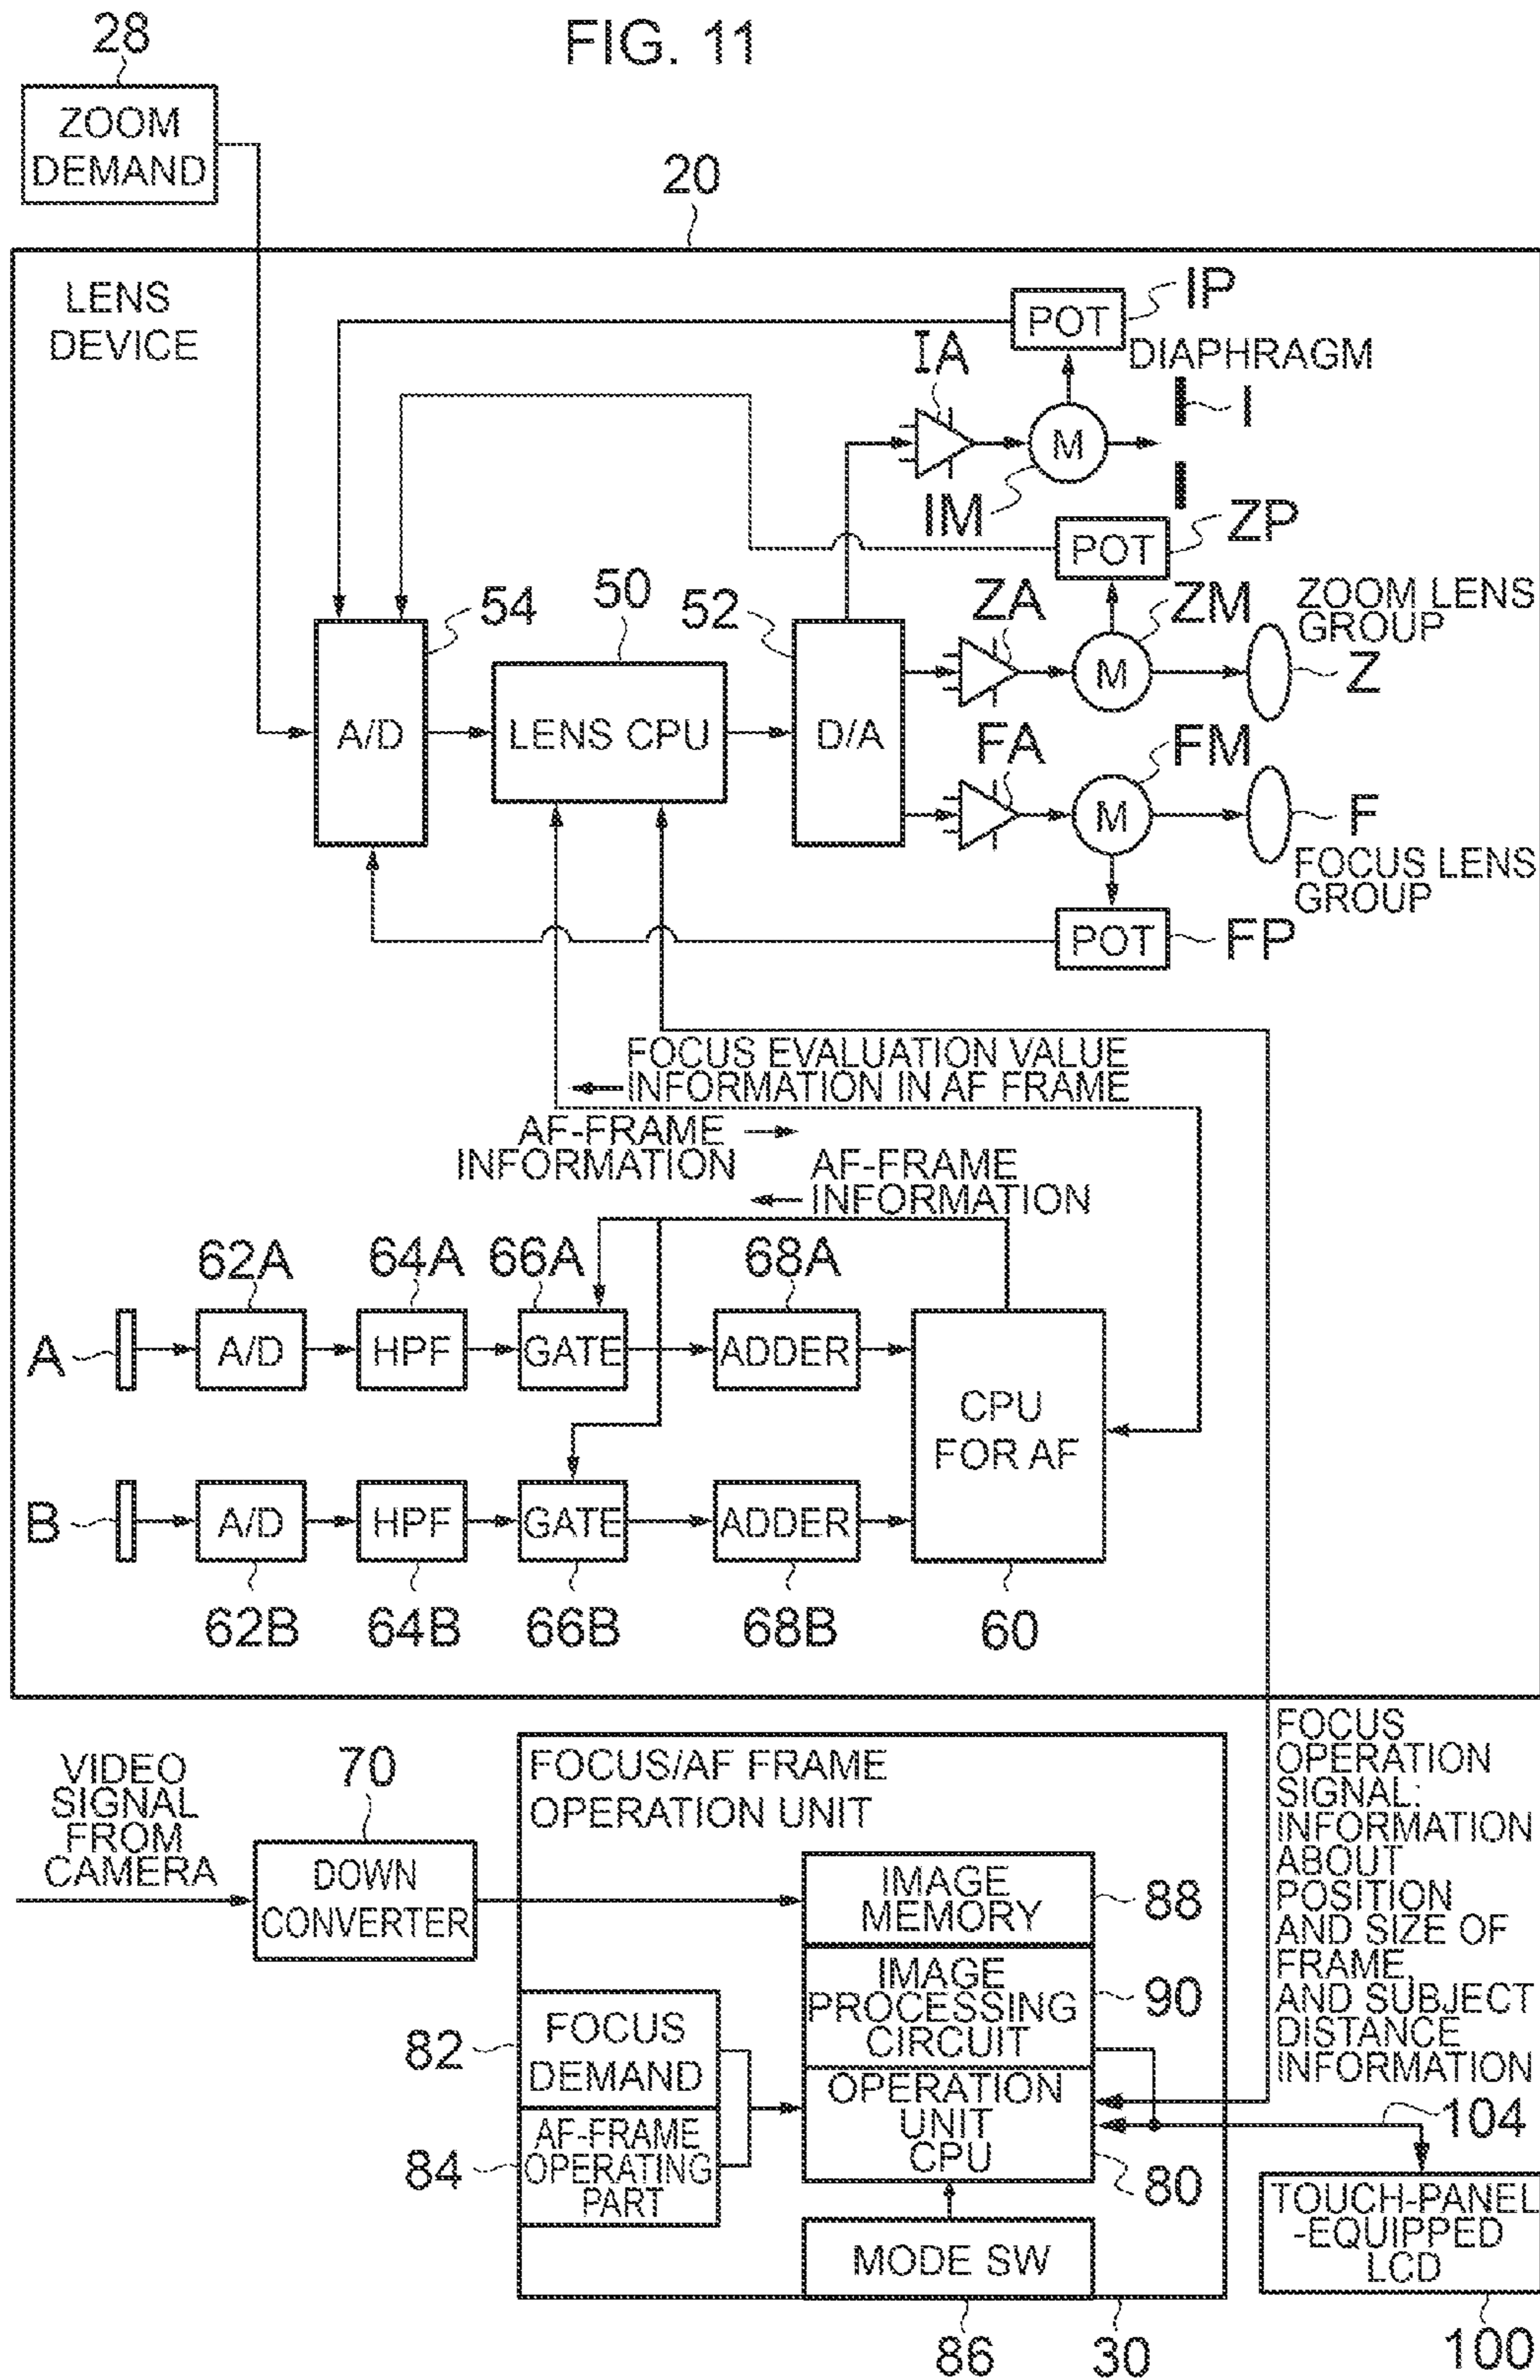 FIG. 11
28
ZOOM
DEMAND
20
LENS
DEVICE
POT
IP
DIAPHRAGM
IA
I
M
IM
POT
ZP
54
50
52
ZA
ZM
ZOOM LENS
GROUP
M
Z
A/D
LENS CPU
D/A
FA
FM
M
F
FOCUS LENS
GROUP
POT
FP
FOCUS EVALUATION VALUE
INFORMATION IN AF FRAME
AF-FRAME
INFORMATION
AF-FRAME
INFORMATION
62A
64A
66A
68A
A
A/D
HPF
GATE
ADDER
CPU
FOR AF
B
A/D
HPF
GATE
ADDER
62B
64B
66B
68B
60
VIDEO
SIGNAL
FROM
CAMERA
70
DOWN
CONVERTER
FOCUS/AF FRAME
OPERATION UNIT
IMAGE
MEMORY
88
IMAGE
PROCESSING
CIRCUIT
90
82
FOCUS
DEMAND
OPERATION
UNIT
CPU
80
84
AF-FRAME
OPERATING
PART
MODE SW
86
30
FOCUS
OPERATION
SIGNAL:
INFORMATION
ABOUT
POSITION
AND SIZE OF
FRAME,
AND SUBJECT
DISTANCE
INFORMATION
104
TOUCH-PANEL
-EQUIPPED
LCD
100